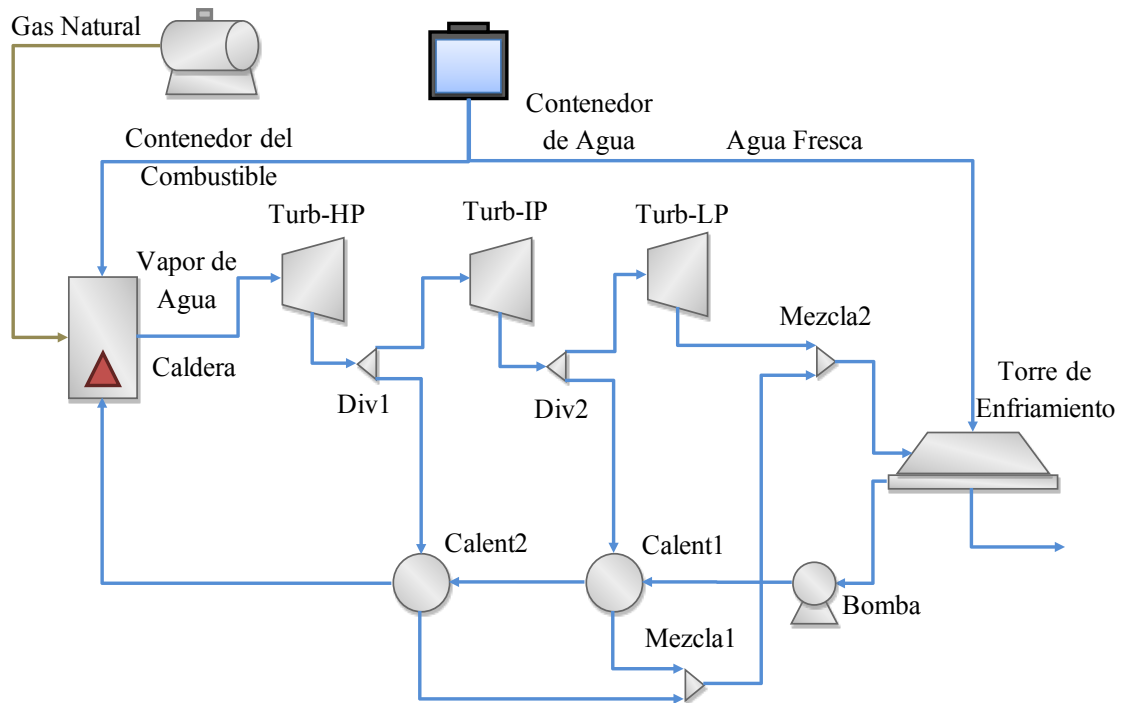 Gas Natural
Contenedor
de Agua
Contenedor del
Combustible
Agua Fresca
Turb-HP
Turb-IP
Turb-LP
Vapor de
Agua
Mezcla2
Caldera
Div1
Div2
Torre de
Enfriamiento
Calent2
Calent1
Bomba
Mezcla1